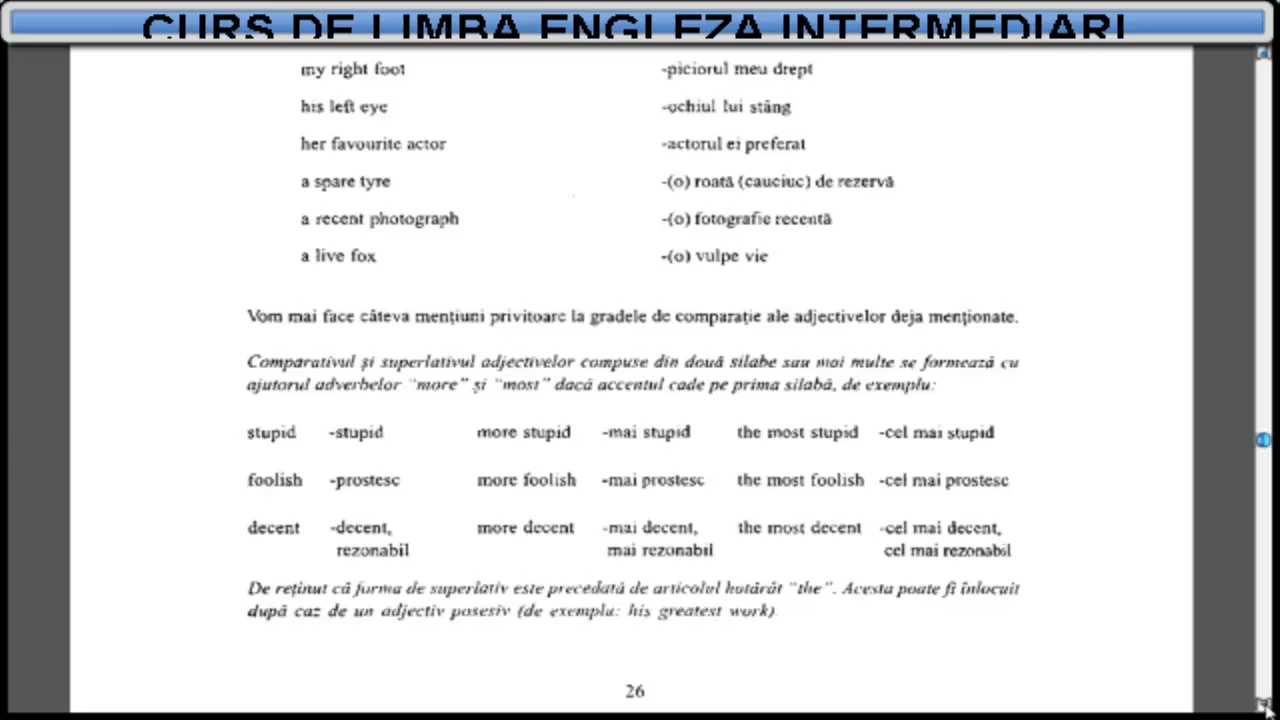 CURS DE LIMBA ENGLEZA INTERMEDIARI
my right foot -piciorul meu drept
his left eye -ochiul lui stâng
her favourite actor -actorul ei preferat
a spare tyre -(o) roată (cauciuc) de rezervă
a recent photograph -(o) fotografie recentă
a live fox -(o) vulpe vie
Vom mai face câteva mențiuni privitoare la gradele de comparație ale adjectivelor deja menționate.
Comparativul și superlativul adjectivelor compuse din două silabe sau mai multe se formează cu
ajutorul adverbelor "more" și "most" dacă accentul cade pe prima silabă, de exemplu:
stupid -stupid more stupid -mai stupid the most stupid -cel mai stupid
foolish -prostesc more foolish -mai prostesc the most foolish -cel mai prostesc
decent -decent, more decent -mai decent, the most decent -cel mai decent,
rezonabil mai rezonabil cel mai rezonabil
De reținut că forma de superlativ este precedată de articolul hotărât "the". Acesta poate fi înlocuit
după caz de un adjectiv posesiv (de exemplu: his greatest work).
26